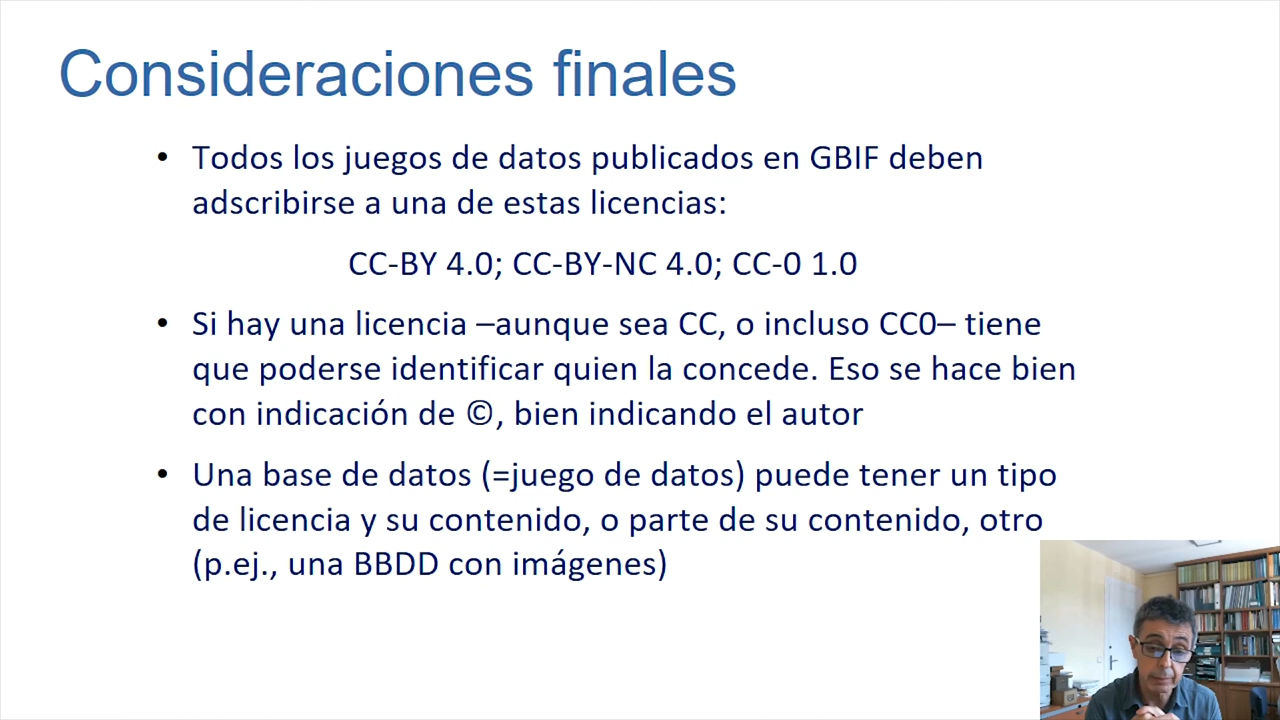 Consideraciones finales
• Todos los juegos de datos publicados en GBIF deben
adscribirse a una de estas licencias:
CC-BY 4.0; CC-BY-NC 4.0; CC-0 1.0
• Si hay una licencia –aunque sea CC, o incluso CC0– tiene
que poderse identificar quien la concede. Eso se hace bien
con indicación de ©, bien indicando el autor
• Una base de datos (=juego de datos) puede tener un tipo
de licencia y su contenido, o parte de su contenido, otro
(p.ej., una BBDD con imágenes)